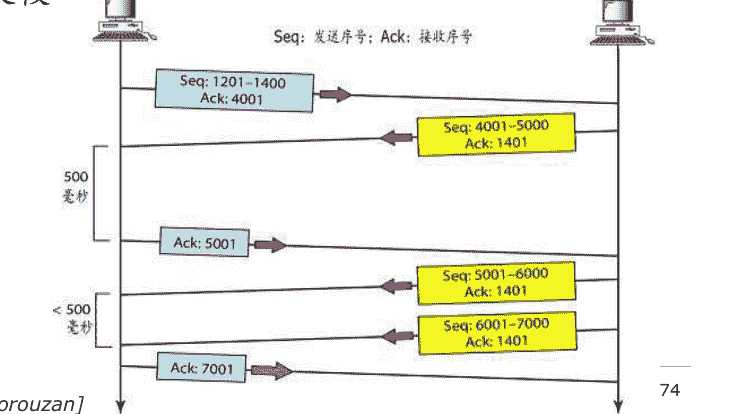 Seq: 发送序号; Ack: 接收序号
Seq: 1201–1400
Ack: 4001
Seq: 4001–5000
Ack: 1401
500
毫秒
Ack: 5001
Seq: 5001–6000
Ack: 1401
< 500
毫秒
Seq: 6001–7000
Ack: 1401
Ack: 7001
74
orouzan]